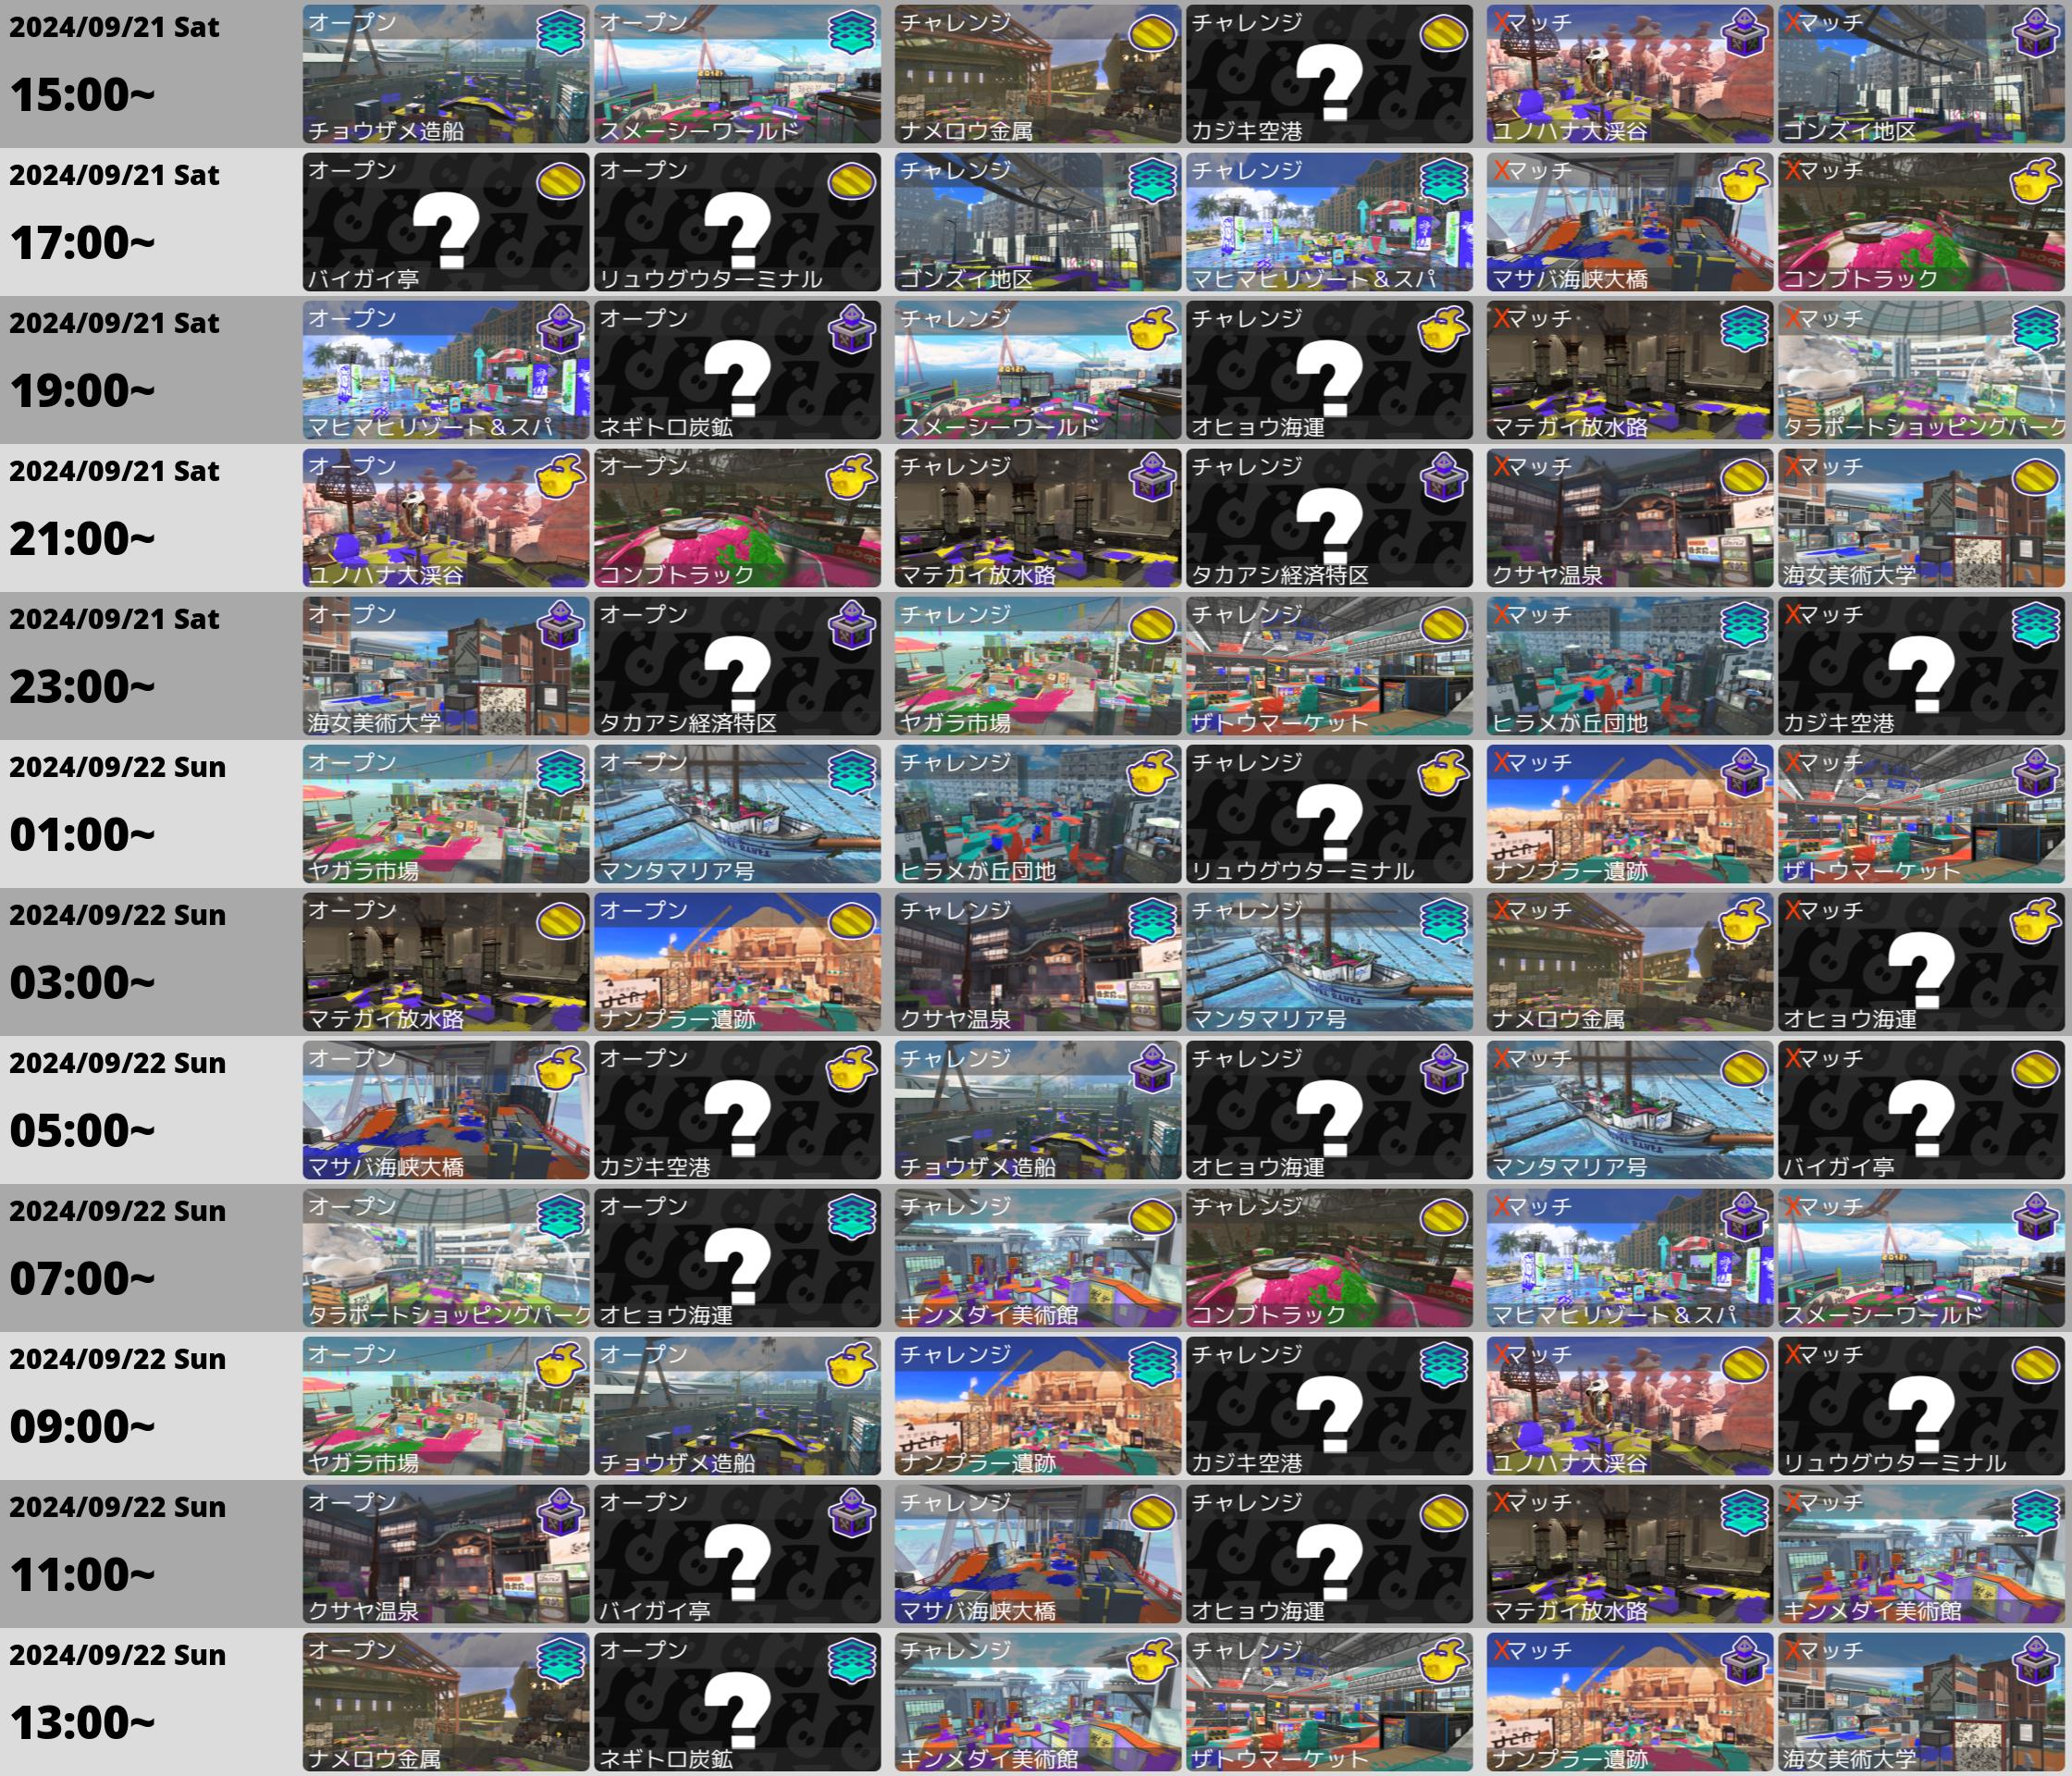 2024/09/21 Sat
15:00~
オープン
チョウザメ造船
オープン
スメーシーワールド
チャレンジ
ナメロウ金属
チャレンジ
?
カジキ空港
Xマッチ
ユノハナ大渓谷
Xマッチ
ゴンズイ地区
2024/09/21 Sat
17:00~
オープン
?
バイガイ亭
オープン
?
リュウグウターミナル
チャレンジ
ゴンズイ地区
チャレンジ
マヒマヒリゾート&スパ
Xマッチ
マサバ海峡大橋
Xマッチ
コンブトラック
2024/09/21 Sat
19:00~
オープン
マヒマヒリゾート&スパ
オープン
?
ネギトロ炭鉱
チャレンジ
スメーシーワールド
チャレンジ
?
オヒョウ海運
Xマッチ
マテガイ放水路
Xマッチ
タラポートショッピングパーク
2024/09/21 Sat
21:00~
オープン
ユノハナ大渓谷
オープン
コンブトラック
チャレンジ
マテガイ放水路
チャレンジ
?
タカアシ経済特区
Xマッチ
クサヤ温泉
Xマッチ
海女美術大学
2024/09/21 Sat
23:00~
オープン
海女美術大学
オープン
?
タカアシ経済特区
チャレンジ
ヤガラ市場
チャレンジ
ザトウマーケット
Xマッチ
ヒラメが丘団地
Xマッチ
?
カジキ空港
2024/09/22 Sun
01:00~
オープン
ヤガラ市場
オープン
マンタマリア号
チャレンジ
ヒラメが丘団地
チャレンジ
?
リュウグウターミナル
Xマッチ
ナンプラー遺跡
Xマッチ
ザトウマーケット
2024/09/22 Sun
03:00~
オープン
マテガイ放水路
オープン
ナンプラー遺跡
チャレンジ
クサヤ温泉
チャレンジ
マンタマリア号
Xマッチ
ナメロウ金属
Xマッチ
?
オヒョウ海運
2024/09/22 Sun
05:00~
オープン
マサバ海峡大橋
オープン
?
カジキ空港
チャレンジ
チョウザメ造船
チャレンジ
?
オヒョウ海運
Xマッチ
マンタマリア号
Xマッチ
?
バイガイ亭
2024/09/22 Sun
07:00~
オープン
タラポートショッピングパーク
オープン
?
オヒョウ海運
チャレンジ
キンメダイ美術館
チャレンジ
コンブトラック
Xマッチ
マヒマヒリゾート&スパ
Xマッチ
スメーシーワールド
2024/09/22 Sun
09:00~
オープン
ヤガラ市場
オープン
チョウザメ造船
チャレンジ
ナンプラー遺跡
チャレンジ
?
カジキ空港
Xマッチ
ユノハナ大渓谷
Xマッチ
?
リュウグウターミナル
2024/09/22 Sun
11:00~
オープン
クサヤ温泉
オープン
?
バイガイ亭
チャレンジ
マサバ海峡大橋
チャレンジ
?
オヒョウ海運
Xマッチ
マテガイ放水路
Xマッチ
キンメダイ美術館
2024/09/22 Sun
13:00~
オープン
ナメロウ金属
オープン
?
ネギトロ炭鉱
チャレンジ
キンメダイ美術館
チャレンジ
ザトウマーケット
Xマッチ
ナンプラー遺跡
Xマッチ
海女美術大学